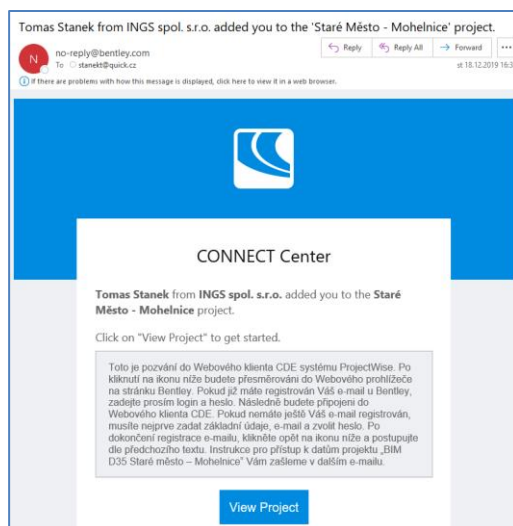 Tomas Stanek from INGS spol. s.r.o. added you to the 'Staré Město - Mohelnice' project.
N
no-reply@bentley.com
To stanekt@quick.cz
Reply
Reply All
Forward
...
st 18.12.2019 16:3
If there are problems with how this message is displayed, click here to view it in a web browser.
CONNECT Center
Tomas Stanek from INGS spol. s.r.o. added you to the Staré
Město - Mohelnice project.
Click on "View Project" to get started.
Toto je pozvání do Webového klienta CDE systému ProjectWise. Po
kliknutí na ikonu níže budete přesměrováni do Webového prohlížeče
na stránku Bentley. Pokud již máte registrován Váš e-mail u Bentley,
zadejte prosím login a heslo. Následně budete připojeni do
Webového klienta CDE. Pokud nemáte ještě Váš e-mail registrován,
musíte nejprve zadat základní údaje, e-mail a zvolit heslo. Po
dokončení registrace e-mailu, klikněte opět na ikonu níže a postupujte
dle předchozího textu. Instrukce pro přístup k datům projektu „BIM
D35 Staré město – Mohelnice" Vám zašleme v dalším e-mailu.
View Project